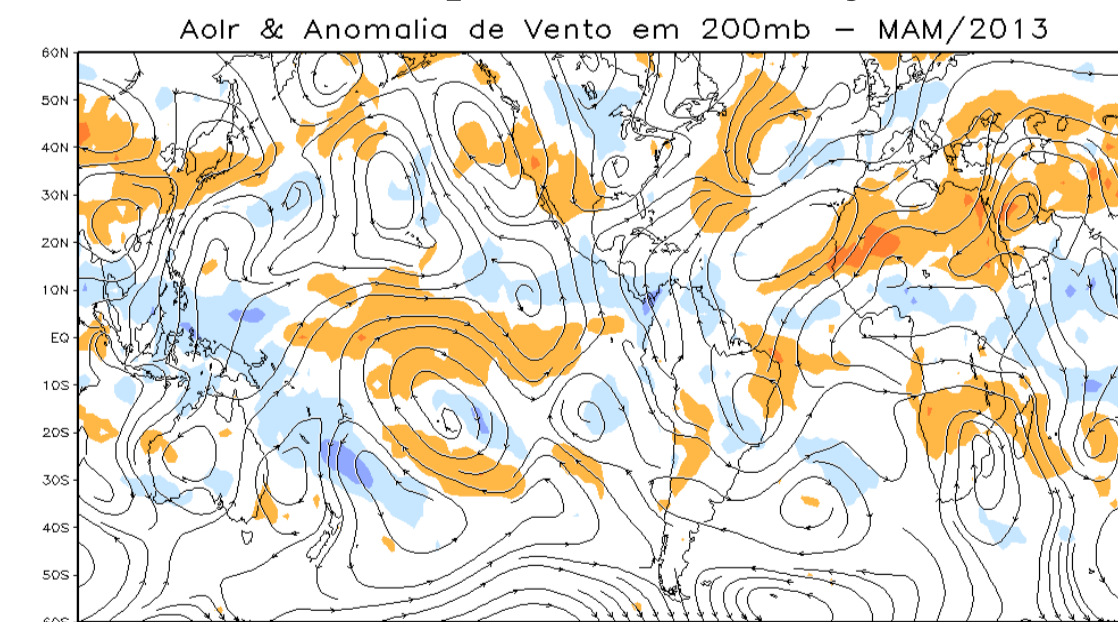 Aolr & Anomalia de Vento em 200mb – MAM/2013
60N
50N
40N
30N
20N
10N
EQ
10S
20S
30S
40S
50S
60S